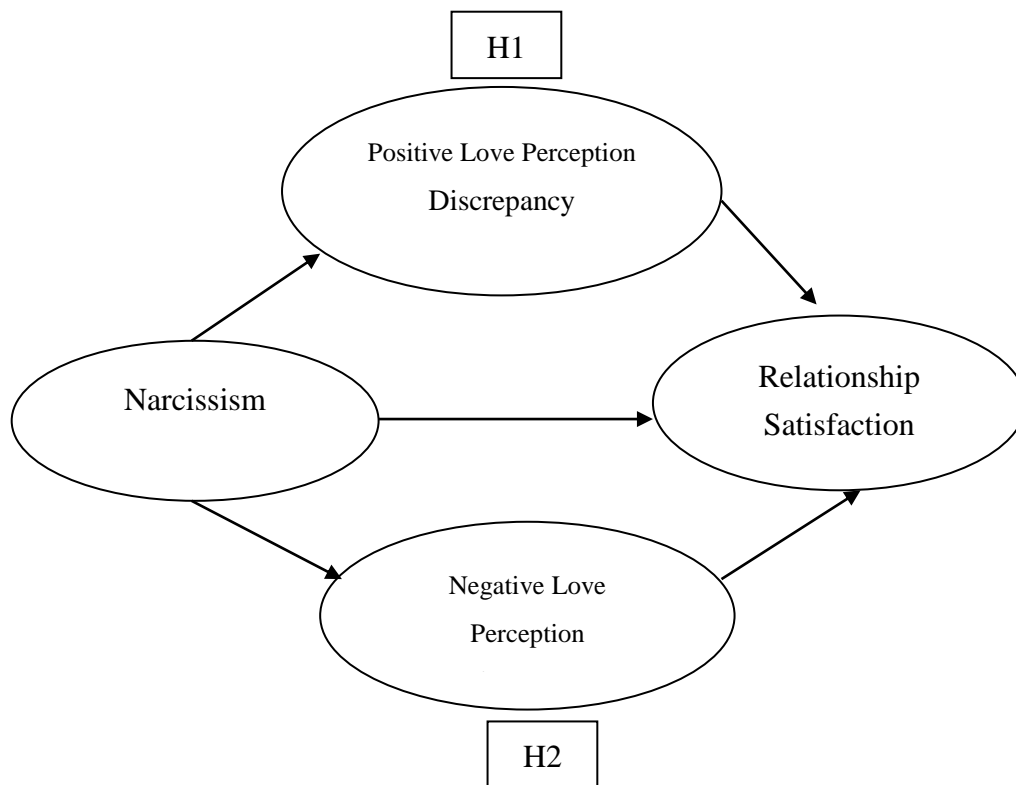 H1
Positive Love Perception
Discrepancy
Narcissism
Relationship
Satisfaction
Negative Love
Perception
H2